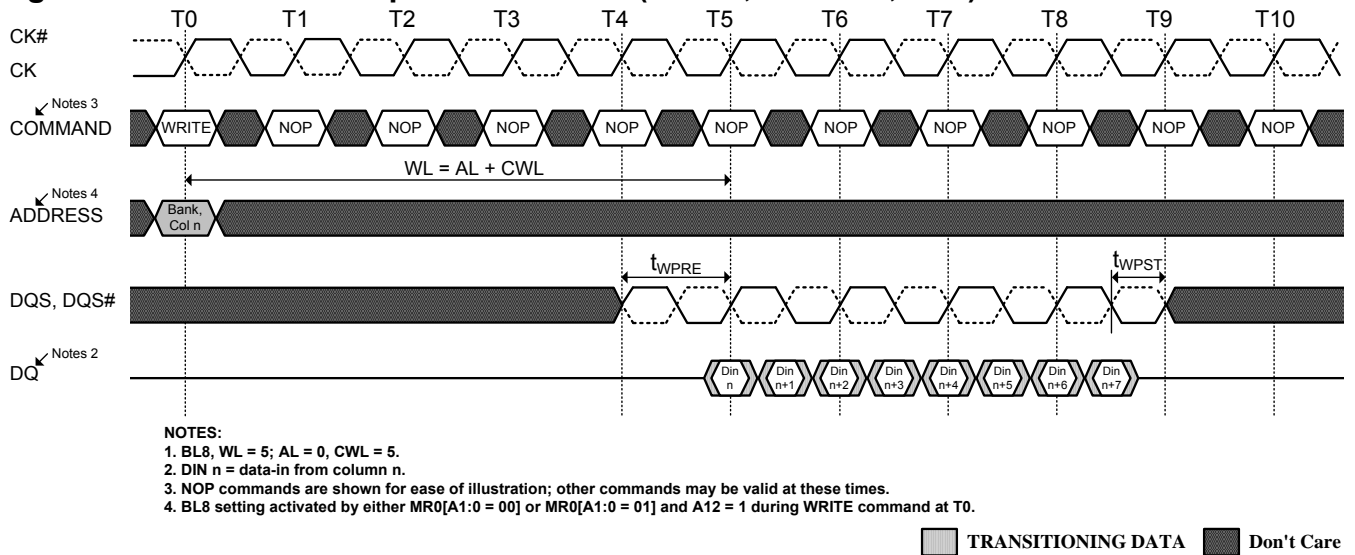 T0 T1 T2 T3 T4 T5 T6 T7 T8 T9 T10
CK#
CK
Notes 3
COMMAND
WRITE NOP NOP NOP NOP NOP NOP NOP NOP NOP NOP
WL = AL + CWL
Notes 4
ADDRESS
Bank,
Col n
tWPRE tWPST
DQS, DQS#
Notes 2
DQ
Din Din Din Din Din Din Din Din
n n+1 n+2 n+3 n+4 n+5 n+6 n+7
NOTES:
1. BL8, WL = 5; AL = 0, CWL = 5.
2. DIN n = data-in from column n.
3. NOP commands are shown for ease of illustration; other commands may be valid at these times.
4. BL8 setting activated by either MR0[A1:0 = 00] or MR0[A1:0 = 01] and A12 = 1 during WRITE command at T0.
TRANSITIONING DATA Don't Care